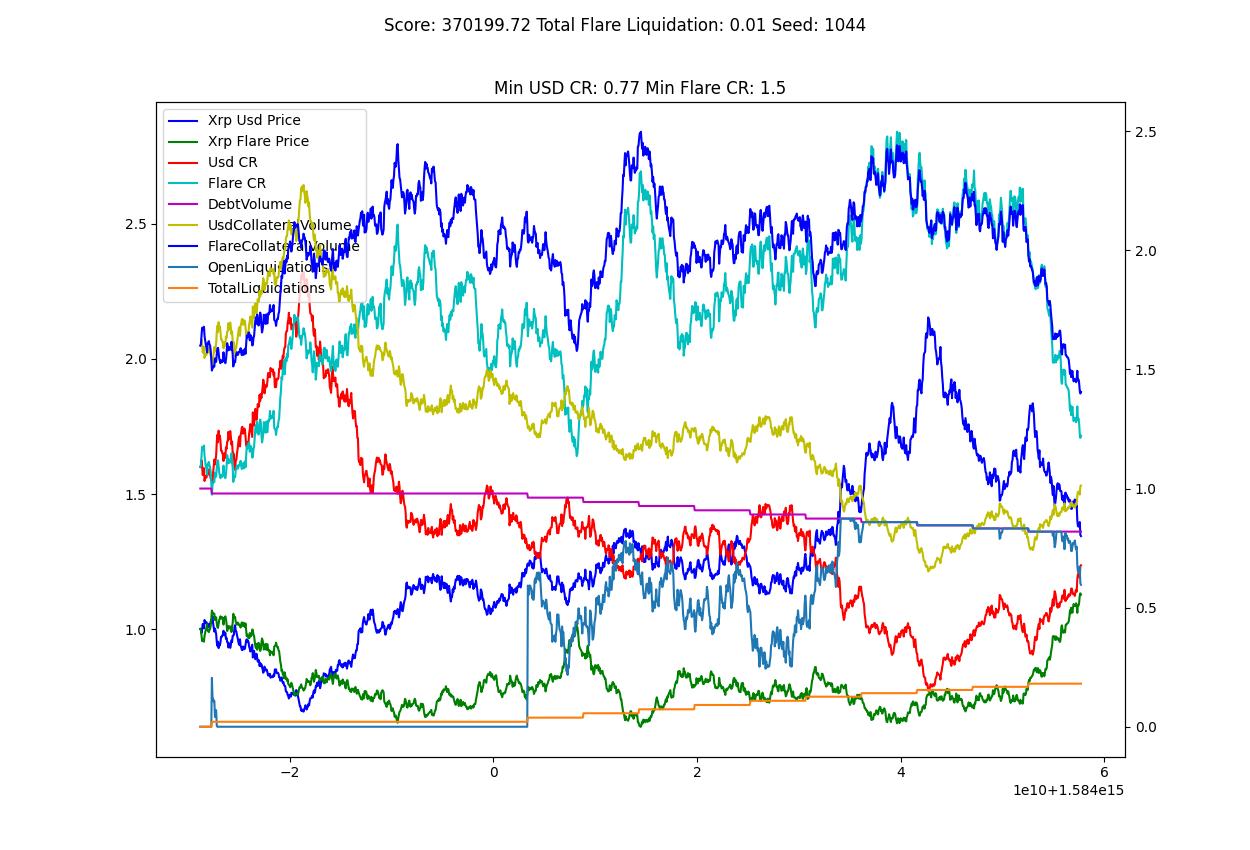 Score: 370199.72 Total Flare Liquidation: 0.01 Seed: 1044
Min USD CR: 0.77 Min Flare CR: 1.5
Xrp Usd Price
Xrp Flare Price
Usd CR
Flare CR
DebtVolume
UsdCollateralVolume
FlareCollateralVolume
OpenLiquidations
TotalLiquidations
2.5
2.0
1.5
1.0
2.5
2.0
1.5
1.0
0.5
0.0
−2
0
2
4
6
1e10+1.584e15